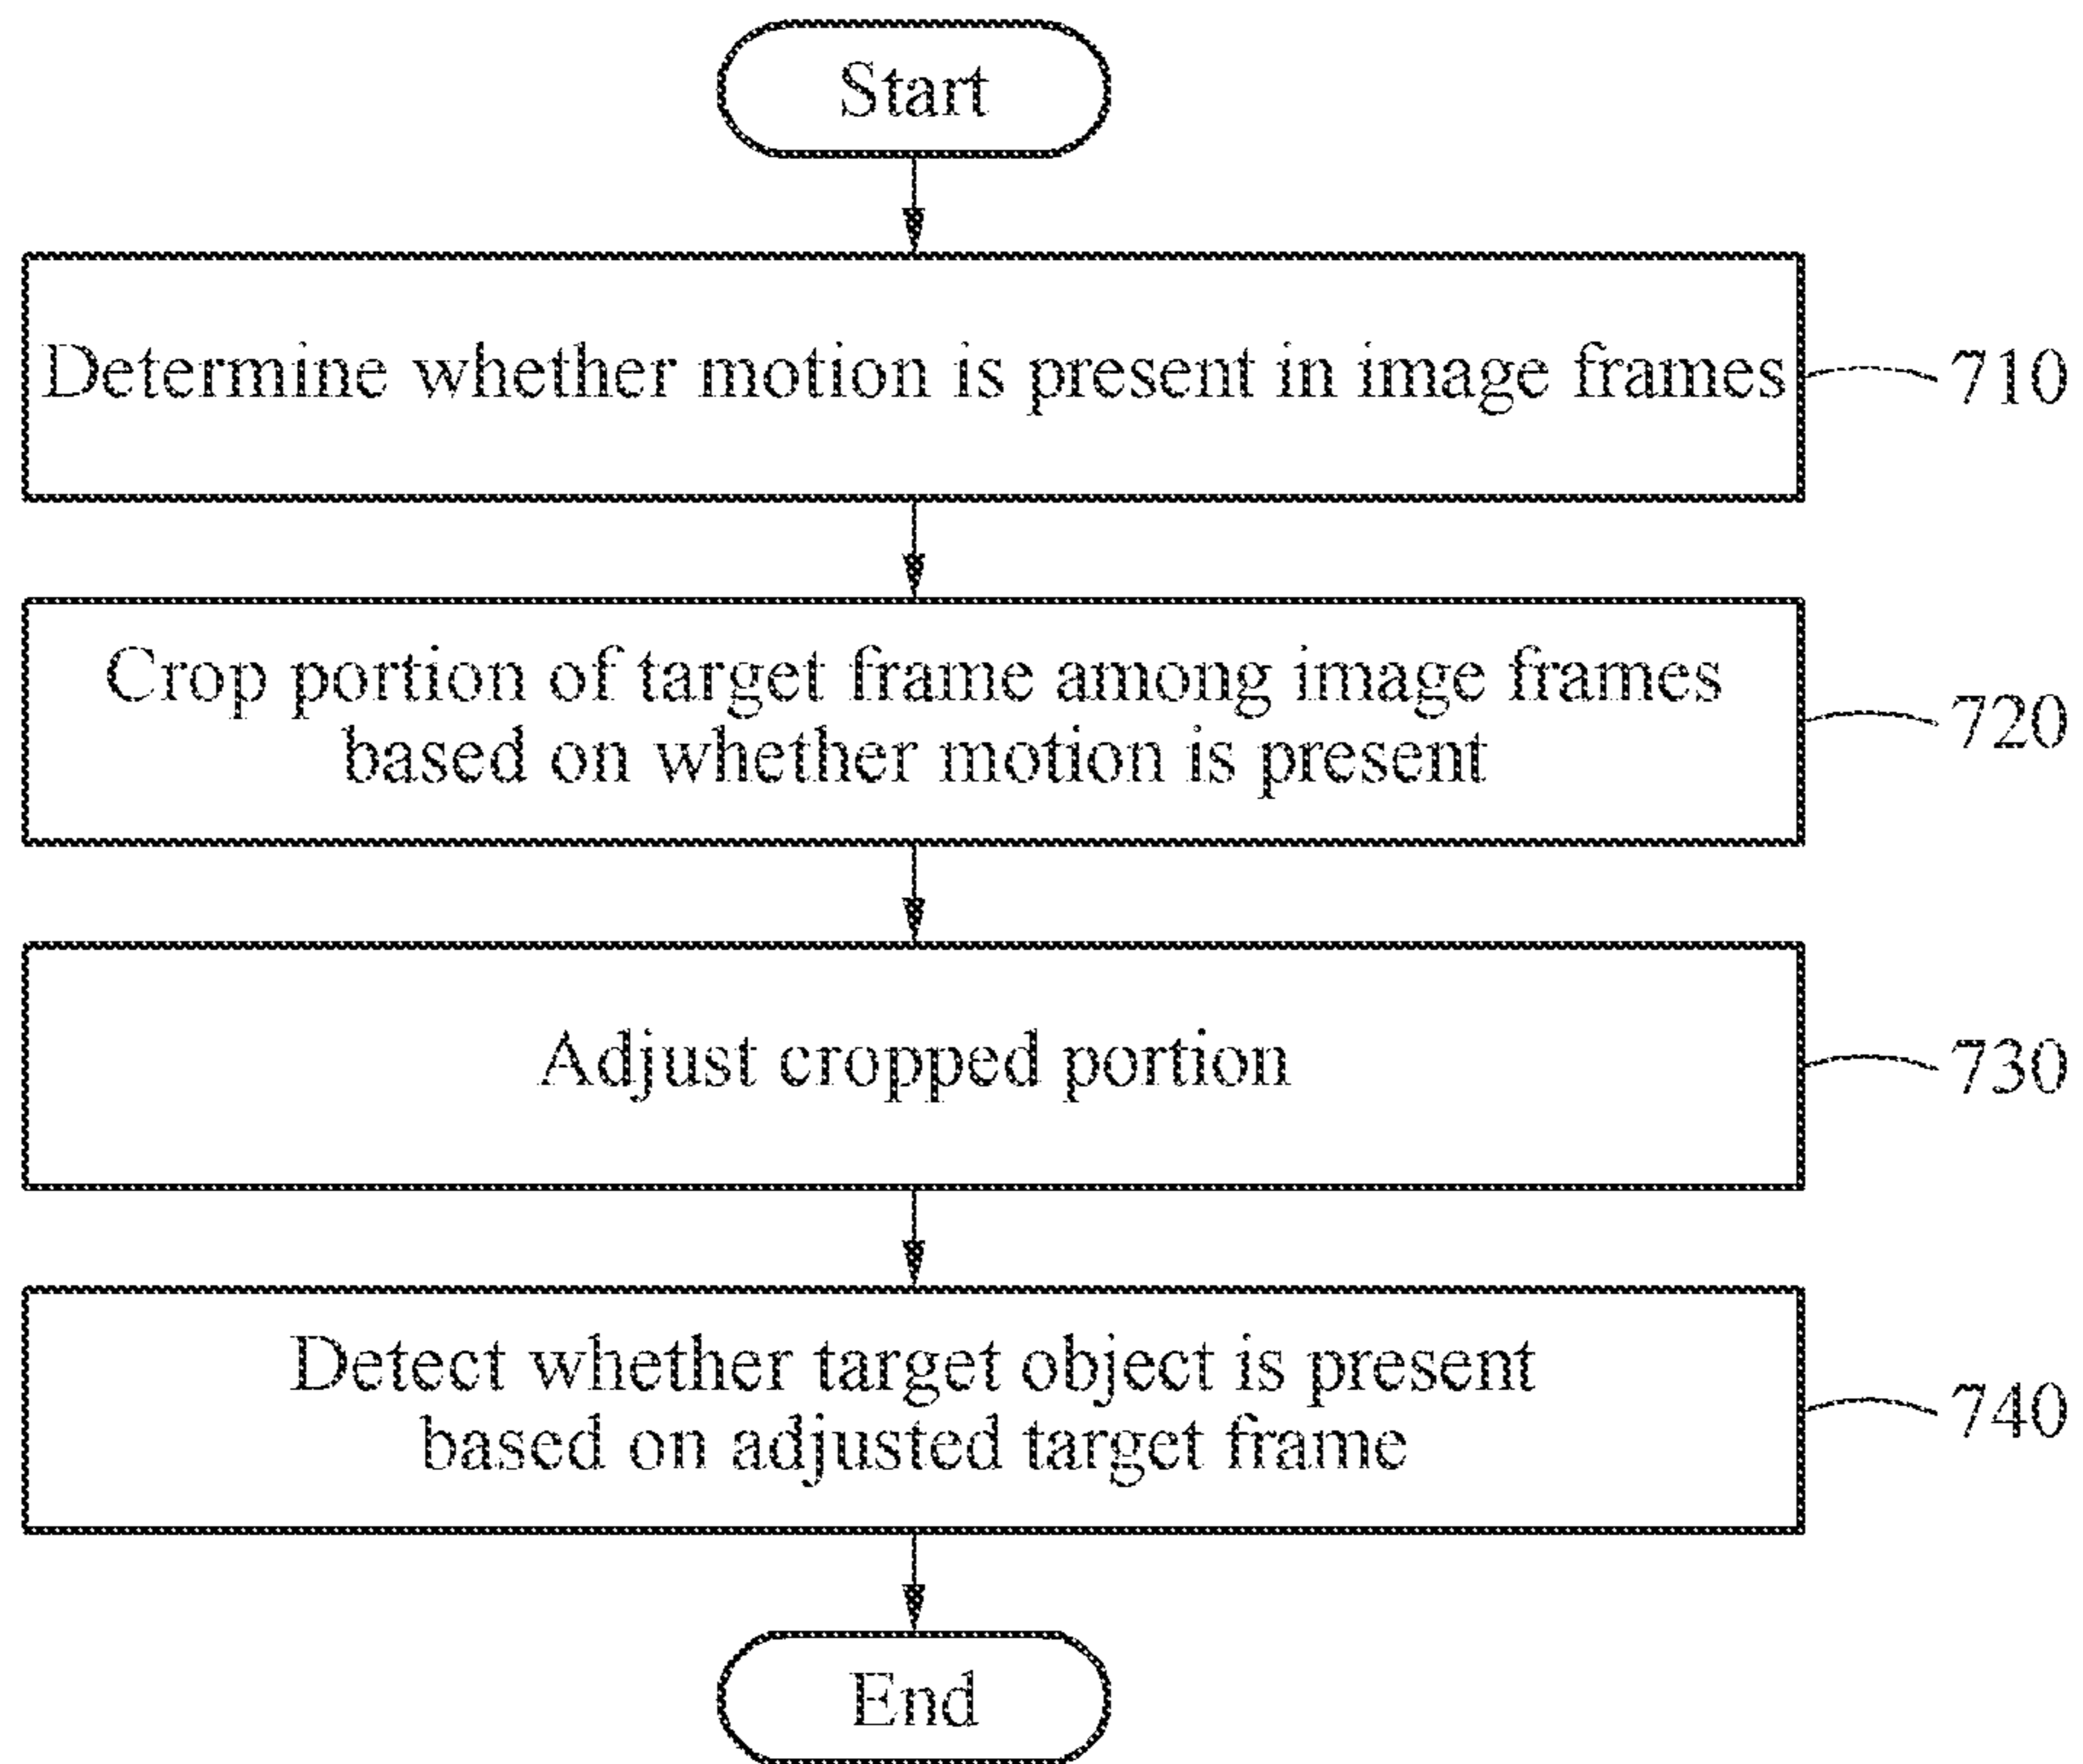 Start
Determine whether motion is present in image frames
710
Crop portion of target frame among image frames
based on whether motion is present
720
Adjust cropped portion
730
Detect whether target object is present
based on adjusted target frame
740
End